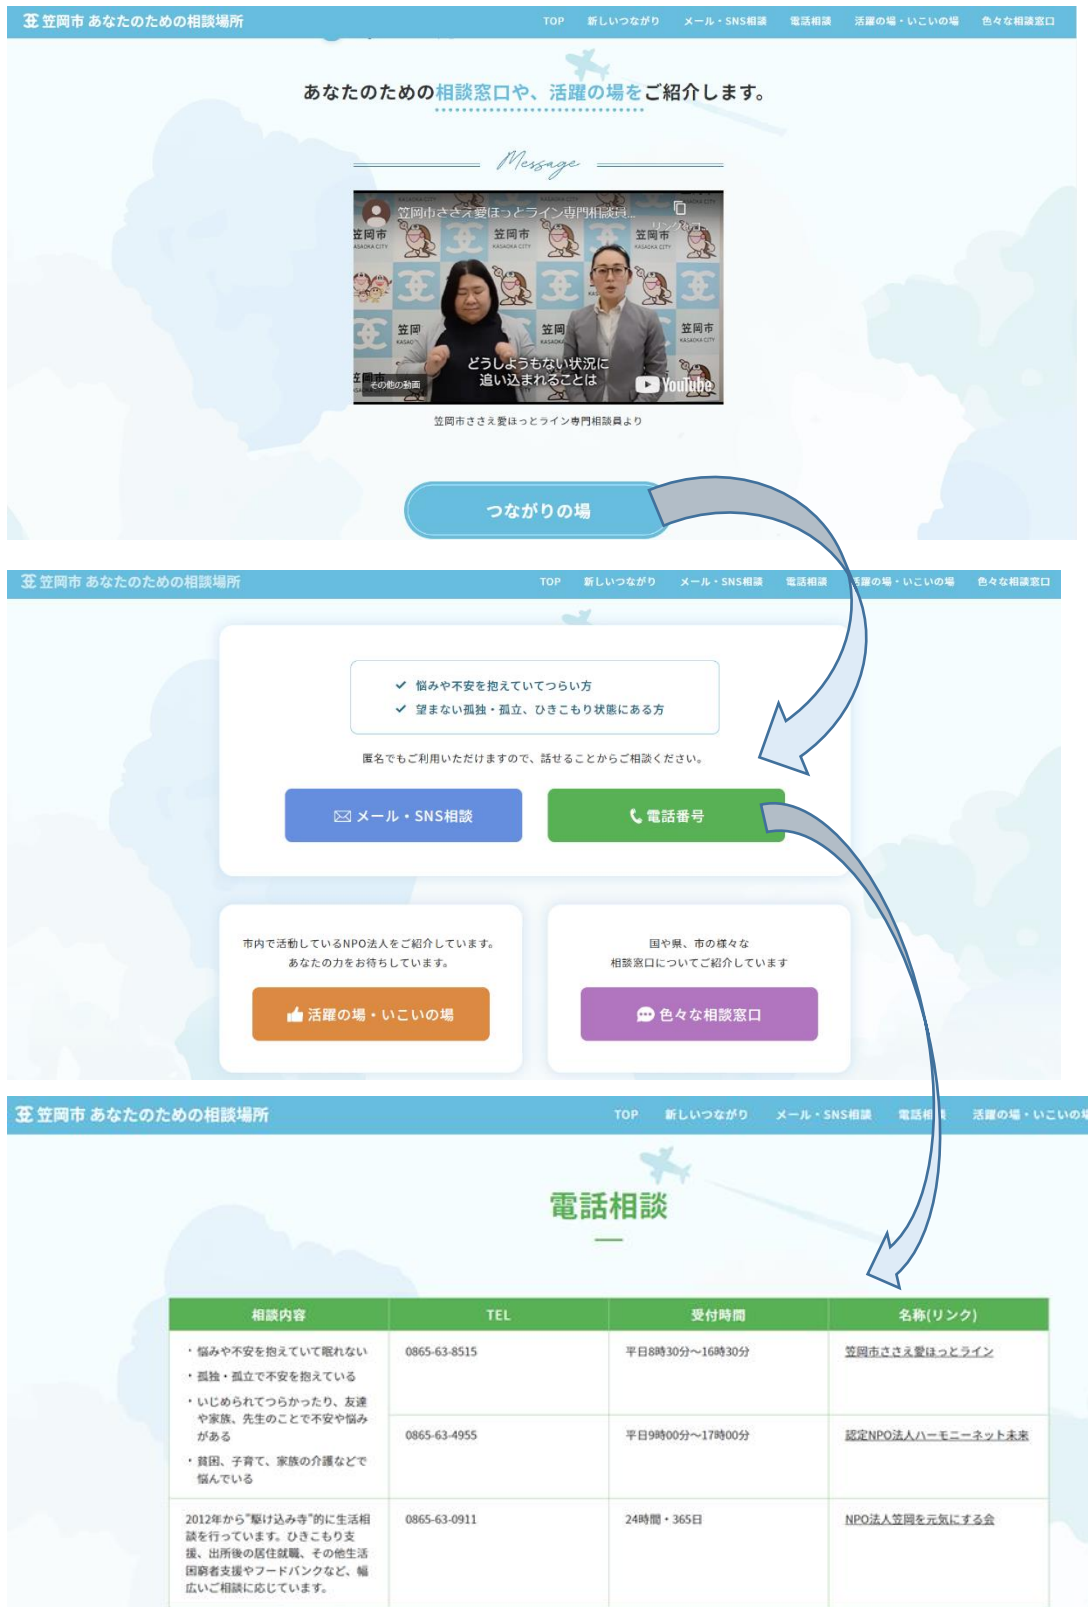 笠岡市 あなたのための相談場所
TOP 新しいつながり メール・SNS相談 電話相談 活躍の場・いこいの場 色々な相談窓口
あなたのための相談窓口や、活躍の場をご紹介します。
Message
笠岡市ささえ愛ほっとライン専門相談員...
笠岡市
KASAOKA CITY
笠岡市
KASAOKA CITY
笠岡
笠岡
笠岡市
KASAOKA CITY
どうしようもない状況に
追い込まれることは
その他の動画
YouTube
笠岡市ささえ愛ほっとライン専門相談員より
つながりの場
笠岡市 あなたのための相談場所
TOP 新しいつながり メール・SNS相談 電話相談 活躍の場・いこいの場 色々な相談窓口
✓ 悩みや不安を抱えていてつらい方
✓ 望まない孤独・孤立、ひきこもり状態にある方
匿名でもご利用いただけますので、話せることからご相談ください。
メール・SNS相談
電話番号
市内で活動しているNPO法人をご紹介しています。
あなたの力をお待ちしています。
活躍の場・いこいの場
国や県、市の様々な
相談窓口についてご紹介しています
色々な相談窓口
笠岡市 あなたのための相談場所
TOP 新しいつながり メール・SNS相談 電話相談 活躍の場・いこいの場
電話相談
相談内容 TEL 受付時間 名称(リンク)
・悩みや不安を抱えていて眠れない
・孤独・孤立で不安を抱えている
・いじめられてつらかったり、友達
や家族、先生のことで不安や悩み
がある
・貧困、子育て、家族の介護などで
悩んでいる
0865-63-8515 平日8時30分～16時30分 笠岡市ささえ愛ほっとライン
0865-63-4955 平日9時00分～17時00分 認定NPO法人ハーモニーネット未来
2012年から"駆け込み寺"的に生活相
談を行っています。ひきこもり支
援、出所後の居住就職、その他生活
困窮者支援やフードバンクなど、幅
広いご相談に応じています。
0865-63-0911 24時間・365日 NPO法人笠岡を元気にする会